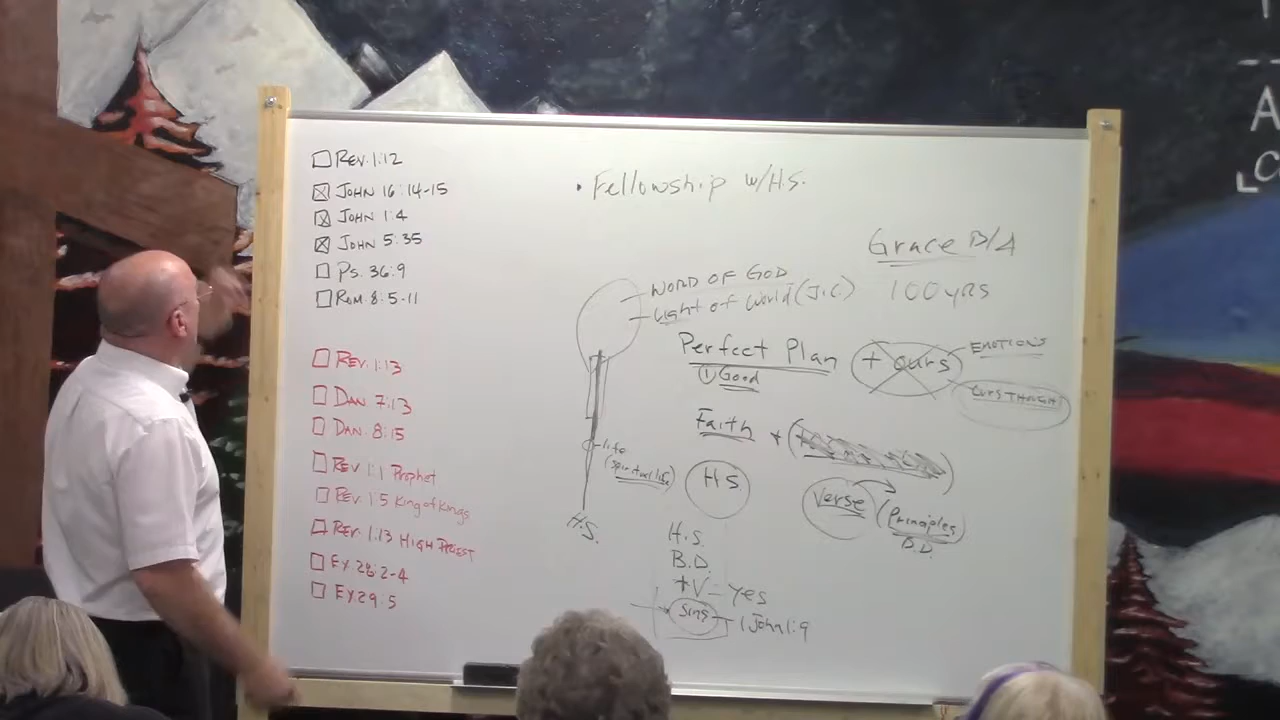 REV. 1:12
JOHN 16:14-15
JOHN 1:4
JOHN 5:35
PS. 36:9
ROM. 8:5-11
REV. 1:13
DAN 7:13
DAN. 8:15
REV. 1:1 Prophet
REV. 1:5 King of Kings
REV. 1:13 HIGH PRIEST
EX 28:2-4
EX 29:5
• Fellowship w/H.S.
Grace B/A
100 yrs
WORD OF GOD
Light of World (J.C.)
Perfect Plan + ours
① Good
EMOTIONS
OURS THOUGH
Faith +
life
(spiritual life)
H.S.
H.S.
verse (principles)
B.D.
H.S.
B.D.
+V = yes
sins 1 John 1:9
A
C